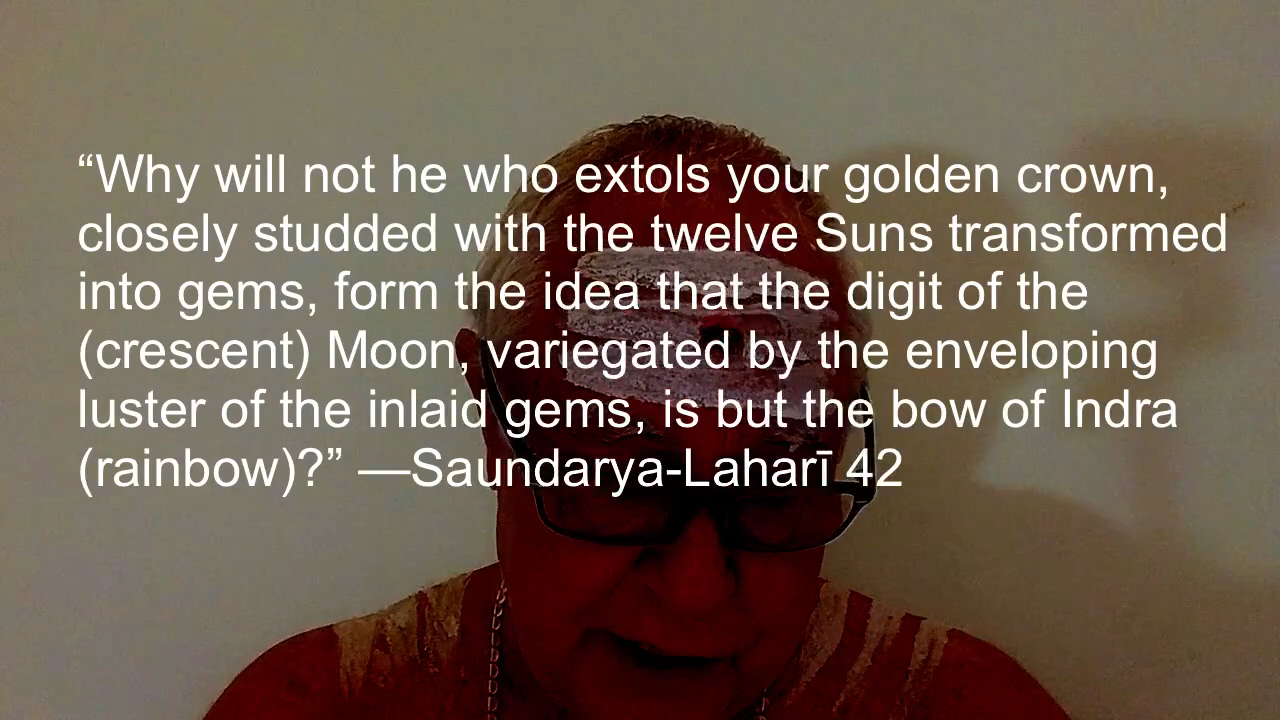 “Why will not he who extols your golden crown,
closely studded with the twelve Suns transformed
into gems, form the idea that the digit of the
(crescent) Moon, variegated by the enveloping
luster of the inlaid gems, is but the bow of Indra
(rainbow)?” —Saundarya-Laharī 42